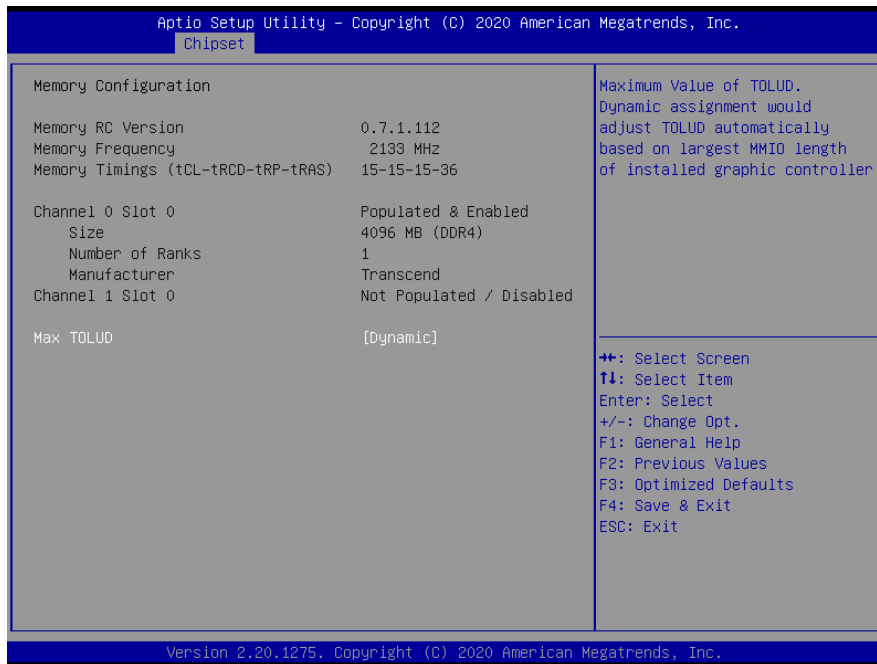 Aptio Setup Utility – Copyright (C) 2020 American Megatrends, Inc.
Chipset
Memory Configuration
Memory RC Version 0.7.1.112
Memory Frequency 2133 MHz
Memory Timings (tCL-tRCD-tRP-tRAS) 15-15-15-36
Channel 0 Slot 0 Populated & Enabled
Size 4096 MB (DDR4)
Number of Ranks 1
Manufacturer Transcend
Channel 1 Slot 0 Not Populated / Disabled
Max TOLUD [Dynamic]
Maximum Value of TOLUD.
Dynamic assignment would
adjust TOLUD automatically
based on largest MMIO length
of installed graphic controller
→←: Select Screen
↑↓: Select Item
Enter: Select
+/-: Change Opt.
F1: General Help
F2: Previous Values
F3: Optimized Defaults
F4: Save & Exit
ESC: Exit
Version 2.20.1275. Copyright (C) 2020 American Megatrends, Inc.